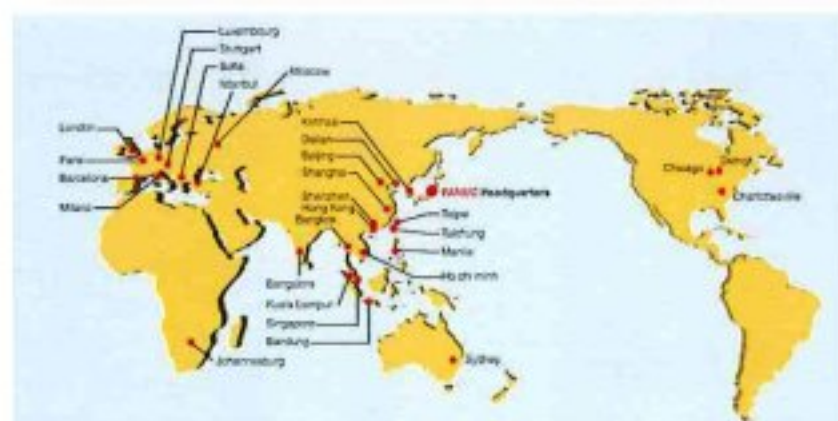 Luxembourg
Stuttgart
Sofia
Istanbul
Moscow
London
Paris
Barcelona
Milano
Dalian
Beijing
Shanghai
Shenzhen
Hong Kong
Bangkok
FANUC Headquarters
Taipei
Taichung
Manila
Ho chi minh
Bangalore
Kuala Lumpur
Singapore
Bandung
Johannesburg
Sydney
Chicago
Detroit
Charlottesville